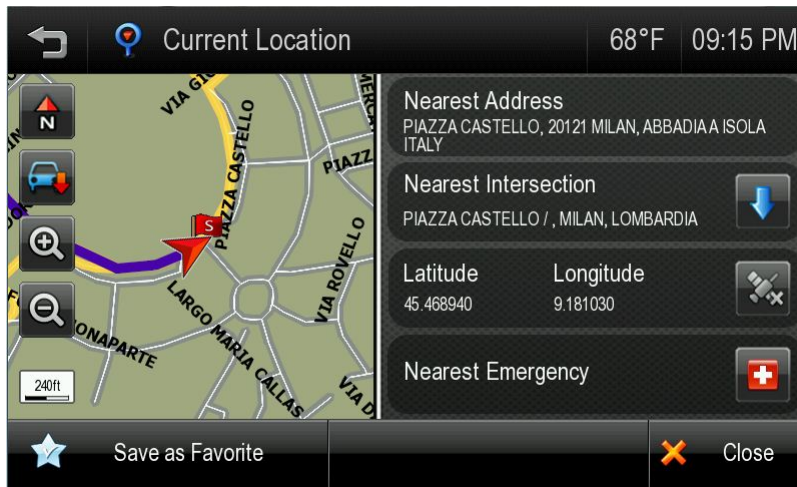 Current Location
68°F
09:15 PM
VIA GI
PIAZZA CASTELLO
MERC
PIAZZ
N
S
VIA ROVELLO
LARGO MARIA CALLAS
ONAPARTE
VIA D
240ft
Nearest Address
PIAZZA CASTELLO, 20121 MILAN, ABBADIA A ISOLA
ITALY
Nearest Intersection
PIAZZA CASTELLO / , MILAN, LOMBARDIA
Latitude Longitude
45.468940 9.181030
Nearest Emergency
Save as Favorite
Close